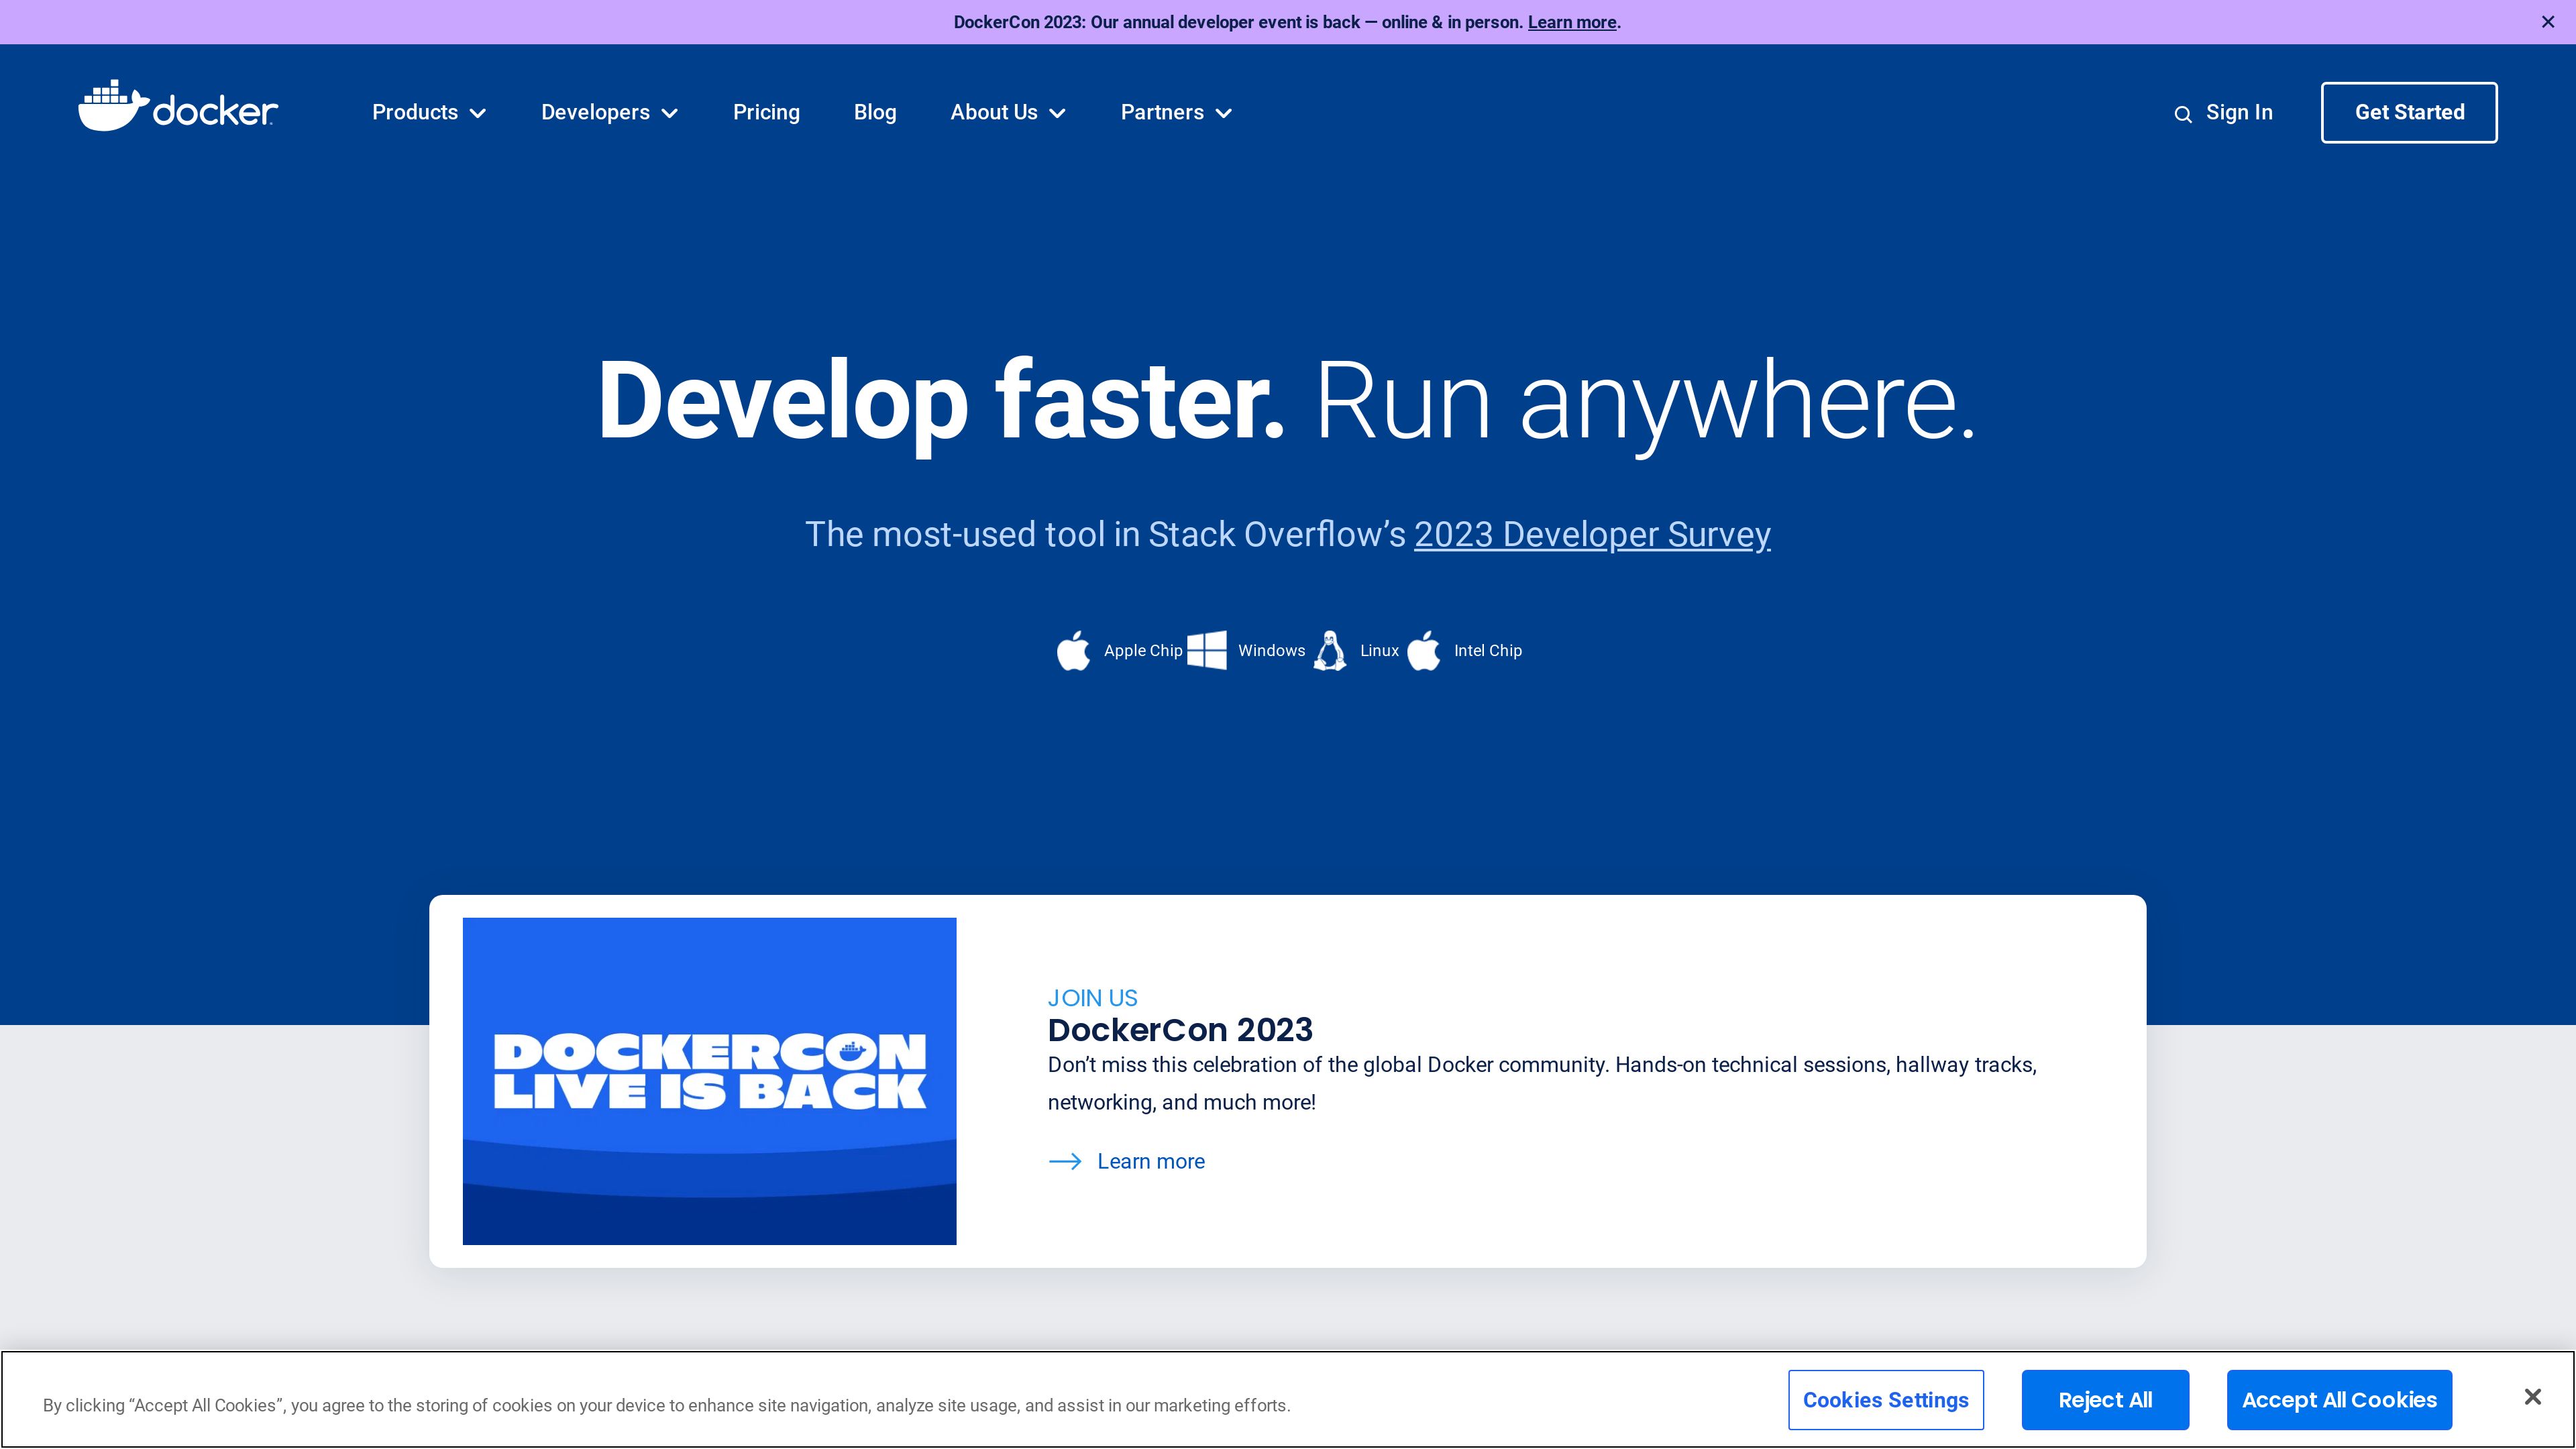 DockerCon 2023: Our annual developer event is back — online & in person. Learn more.
docker
Products
Developers
Pricing
Blog
About Us
Partners
Sign In
Get Started
Develop faster. Run anywhere.
The most-used tool in Stack Overflow’s 2023 Developer Survey
Apple Chip
Windows
Linux
Intel Chip
DOCKERCON
LIVE IS BACK
JOIN US
DockerCon 2023
Don’t miss this celebration of the global Docker community. Hands-on technical sessions, hallway tracks,
networking, and much more!
Learn more
By clicking “Accept All Cookies”, you agree to the storing of cookies on your device to enhance site navigation, analyze site usage, and assist in our marketing efforts.
Cookies Settings
Reject All
Accept All Cookies